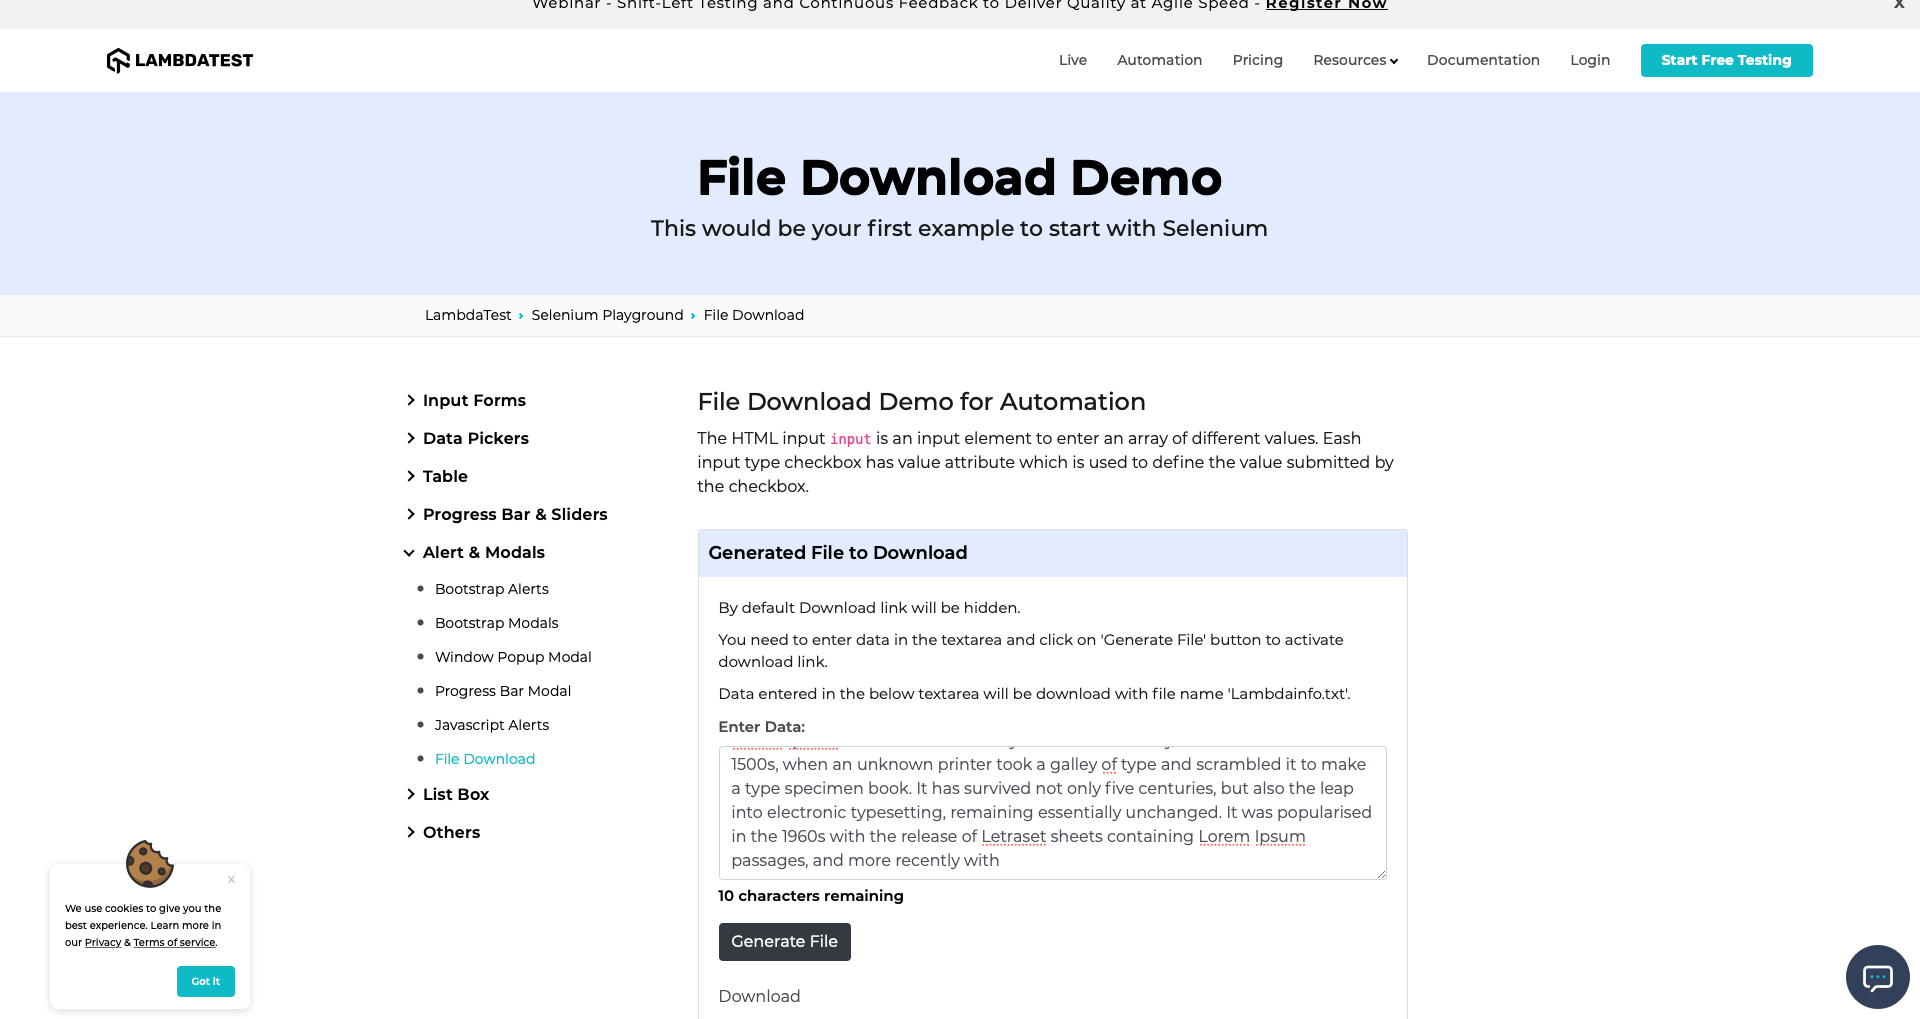 Webinar - Shift-Left Testing and Continuous Feedback to Deliver Quality at Agile Speed - Register Now
X
LAMBDATEST
Live
Automation
Pricing
Resources
Documentation
Login
Start Free Testing
File Download Demo
This would be your first example to start with Selenium
LambdaTest › Selenium Playground › File Download
Input Forms
Data Pickers
Table
Progress Bar & Sliders
Alert & Modals
Bootstrap Alerts
Bootstrap Modals
Window Popup Modal
Progress Bar Modal
Javascript Alerts
File Download
List Box
Others
File Download Demo for Automation
The HTML input input is an input element to enter an array of different values. Eash
input type checkbox has value attribute which is used to define the value submitted by
the checkbox.
Generated File to Download
By default Download link will be hidden.
You need to enter data in the textarea and click on 'Generate File' button to activate
download link.
Data entered in the below textarea will be download with file name 'Lambdainfo.txt'.
Enter Data:
1500s, when an unknown printer took a galley of type and scrambled it to make
a type specimen book. It has survived not only five centuries, but also the leap
into electronic typesetting, remaining essentially unchanged. It was popularised
in the 1960s with the release of Letraset sheets containing Lorem Ipsum
passages, and more recently with
10 characters remaining
Generate File
Download
x
We use cookies to give you the
best experience. Learn more in
our Privacy & Terms of service.
Got it